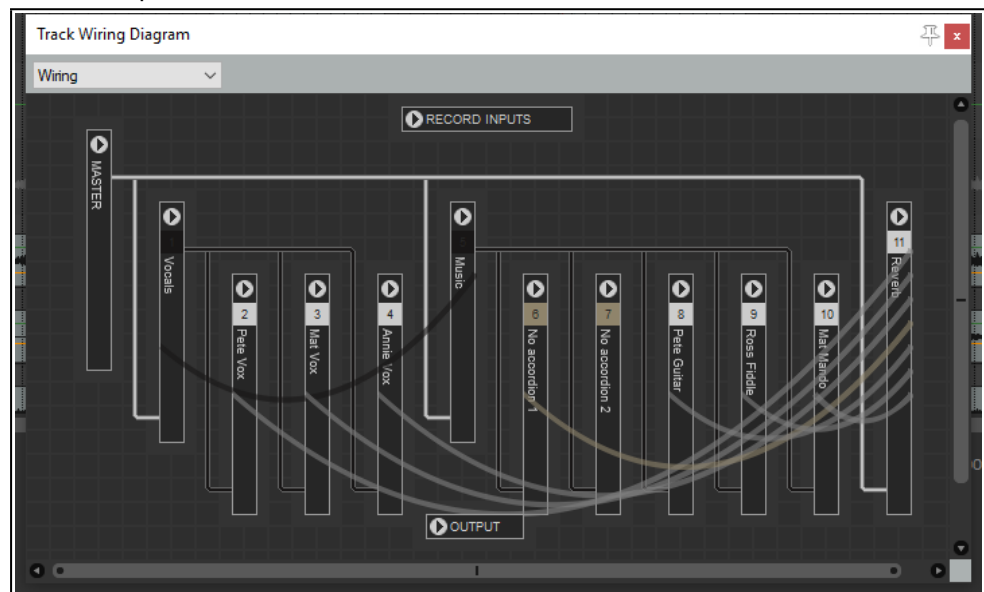 Track Wiring Diagram
x
Wiring
RECORD INPUTS
MASTER
Vocals
2 Pete Vox
3 Mat Vox
4 Annie Vox
Music
6 No accordion 1
7 No accordion 2
8 Pete Guitar
9 Ross Fiddle
10 Mat Mando
11 Reverb
OUTPUT